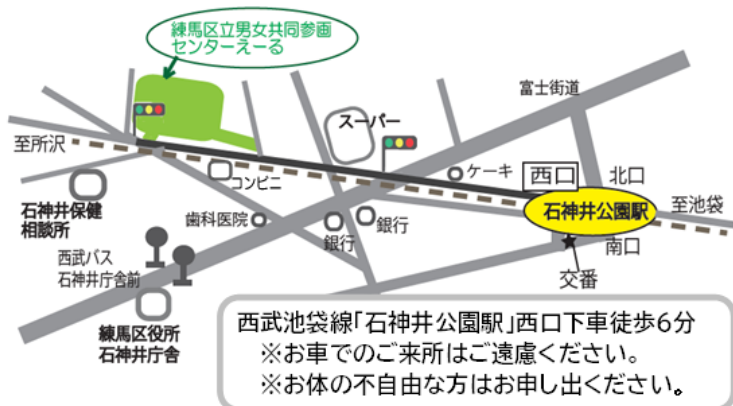 練馬区立男女共同参画
センターえーる
富士街道
スーパー
至所沢
ケーキ
西口
北口
コンビニ
石神井公園駅
至池袋
石神井保健
相談所
歯科医院
銀行
銀行
南口
西武バス
石神井庁舎前
交番
練馬区役所
石神井庁舎
西武池袋線「石神井公園駅」西口下車徒歩6分
※お車でのご来所はご遠慮ください。
※お体の不自由な方はお申し出ください。